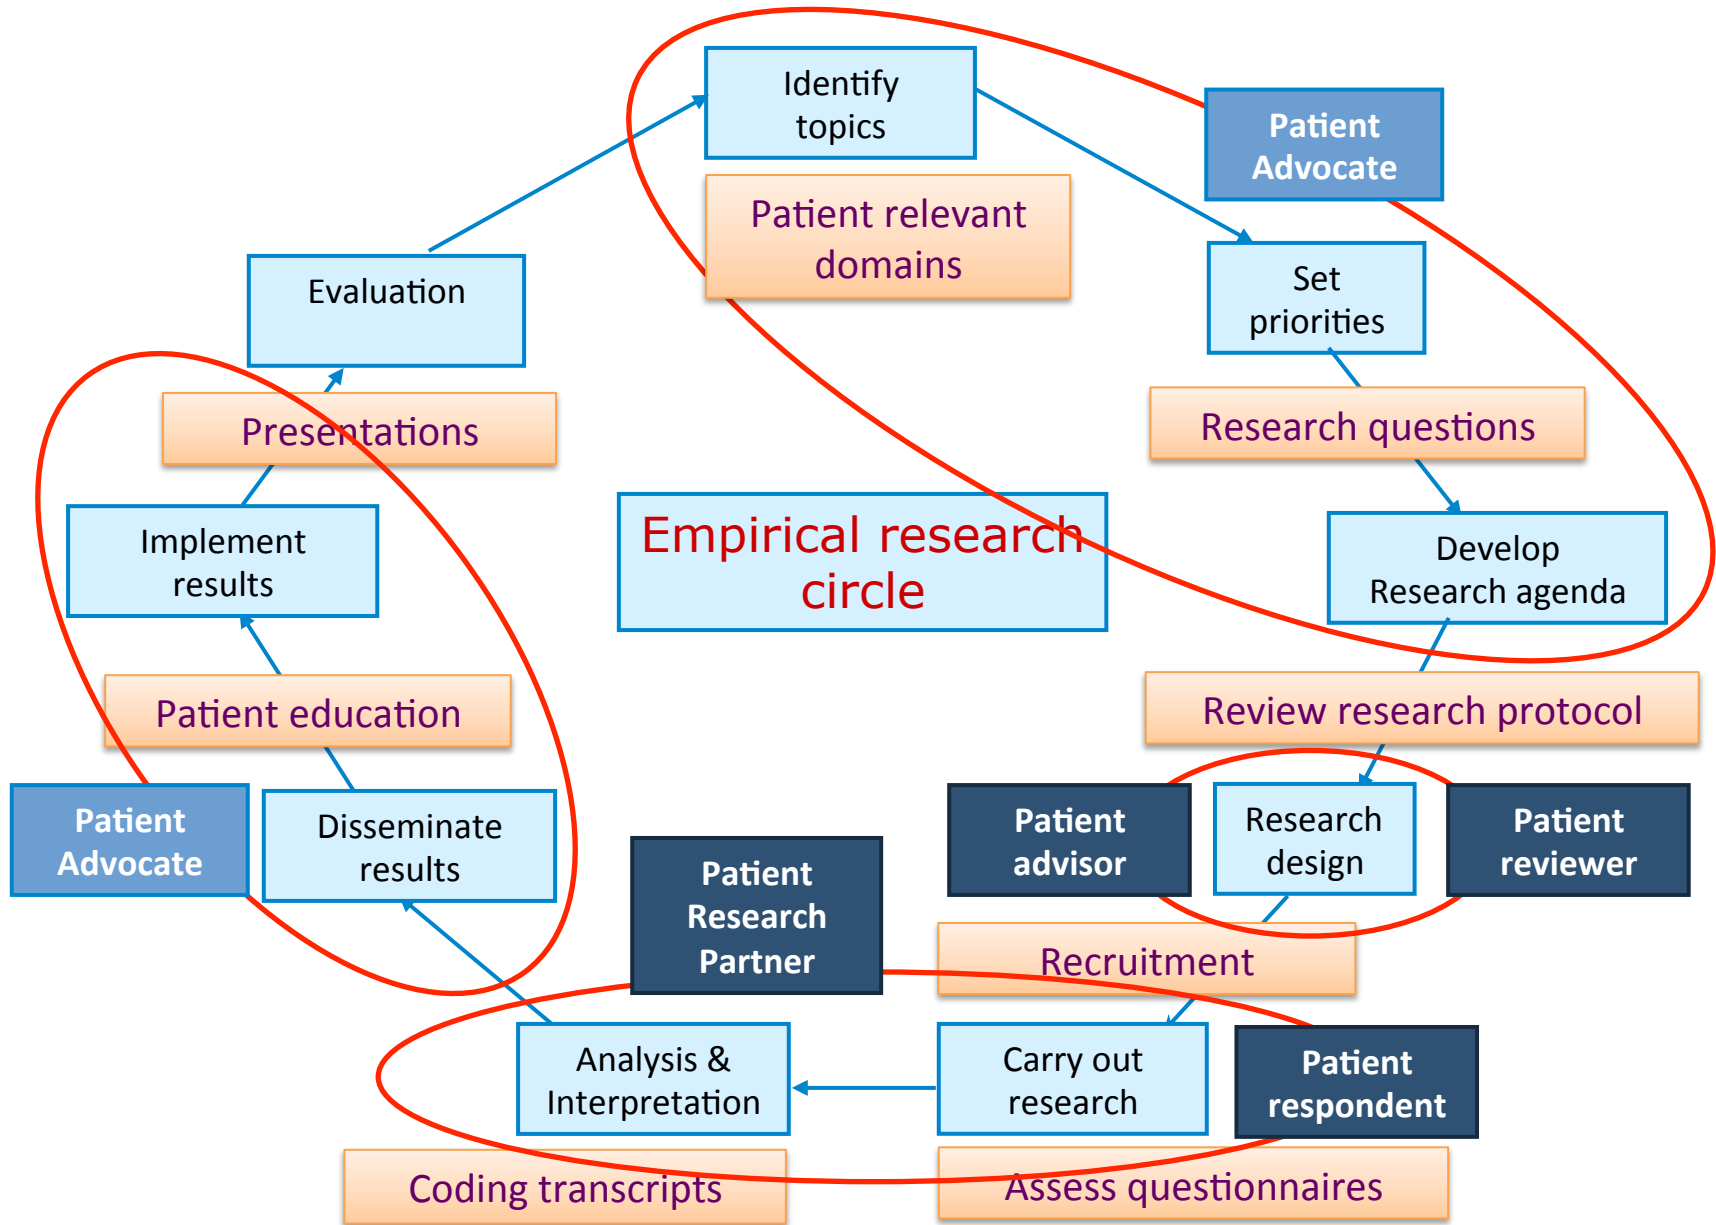 Identify
topics
Patient
Advocate
Patient relevant
domains
Set
priorities
Evaluation
Presentations
Research questions
Empirical research
circle
Implement
results
Develop
Research agenda
Patient education
Review research protocol
Patient
Advocate
Disseminate
results
Patient
Research
Partner
Patient
advisor
Research
design
Patient
reviewer
Recruitment
Analysis &
Interpretation
Carry out
research
Patient
respondent
Coding transcripts
Assess questionnaires